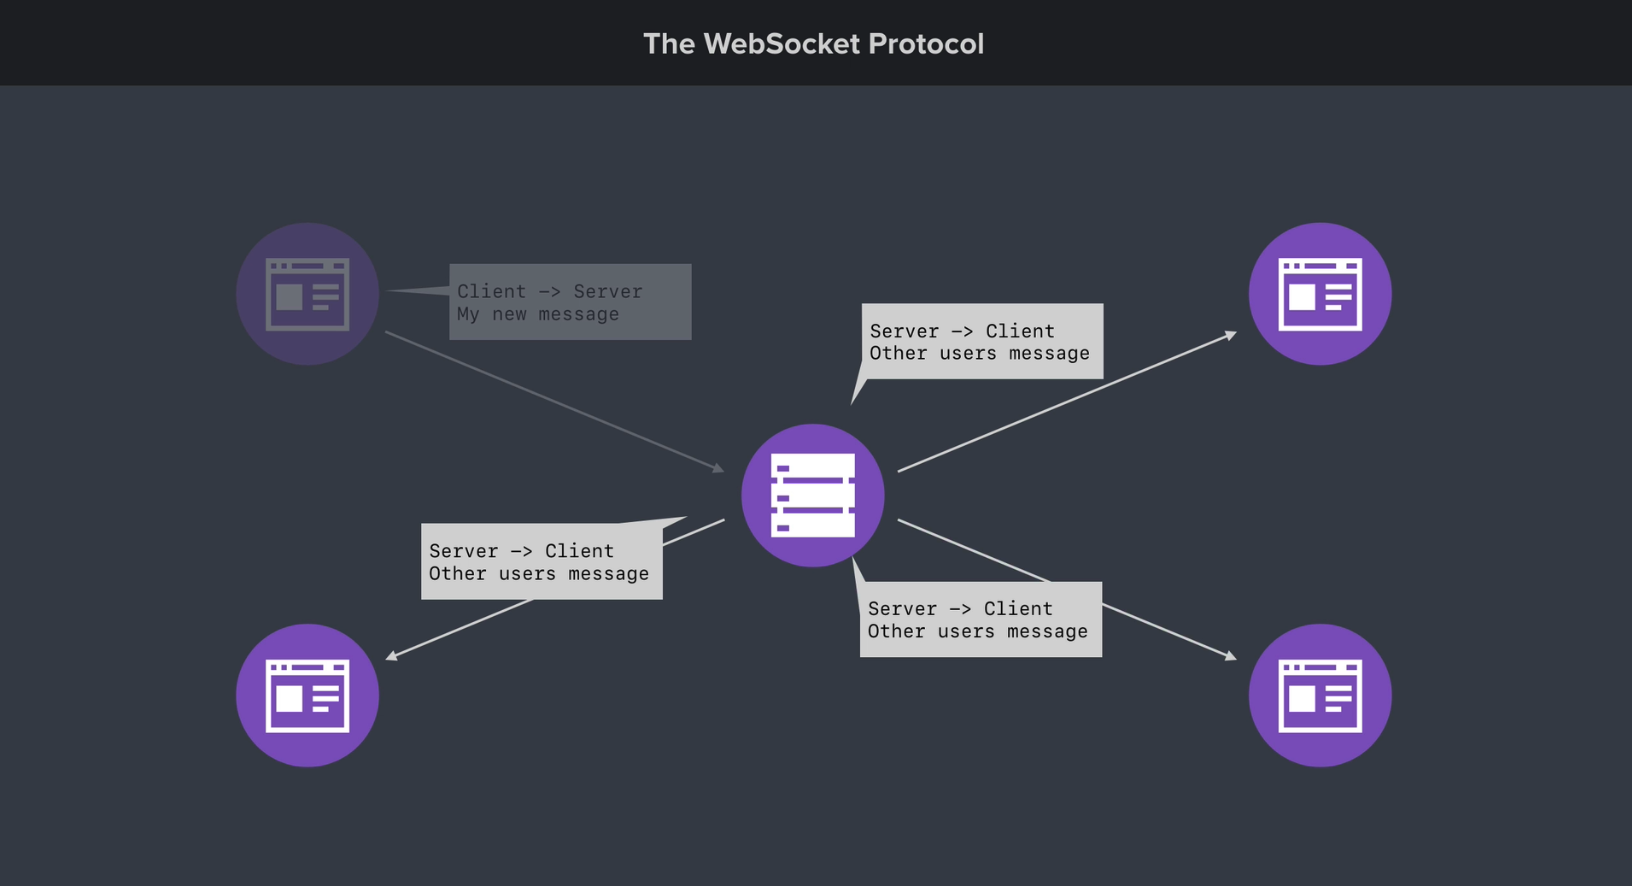 The WebSocket Protocol
Client —> Server
My new message
Server —> Client
Other users message
Server —> Client
Other users message
Server —> Client
Other users message